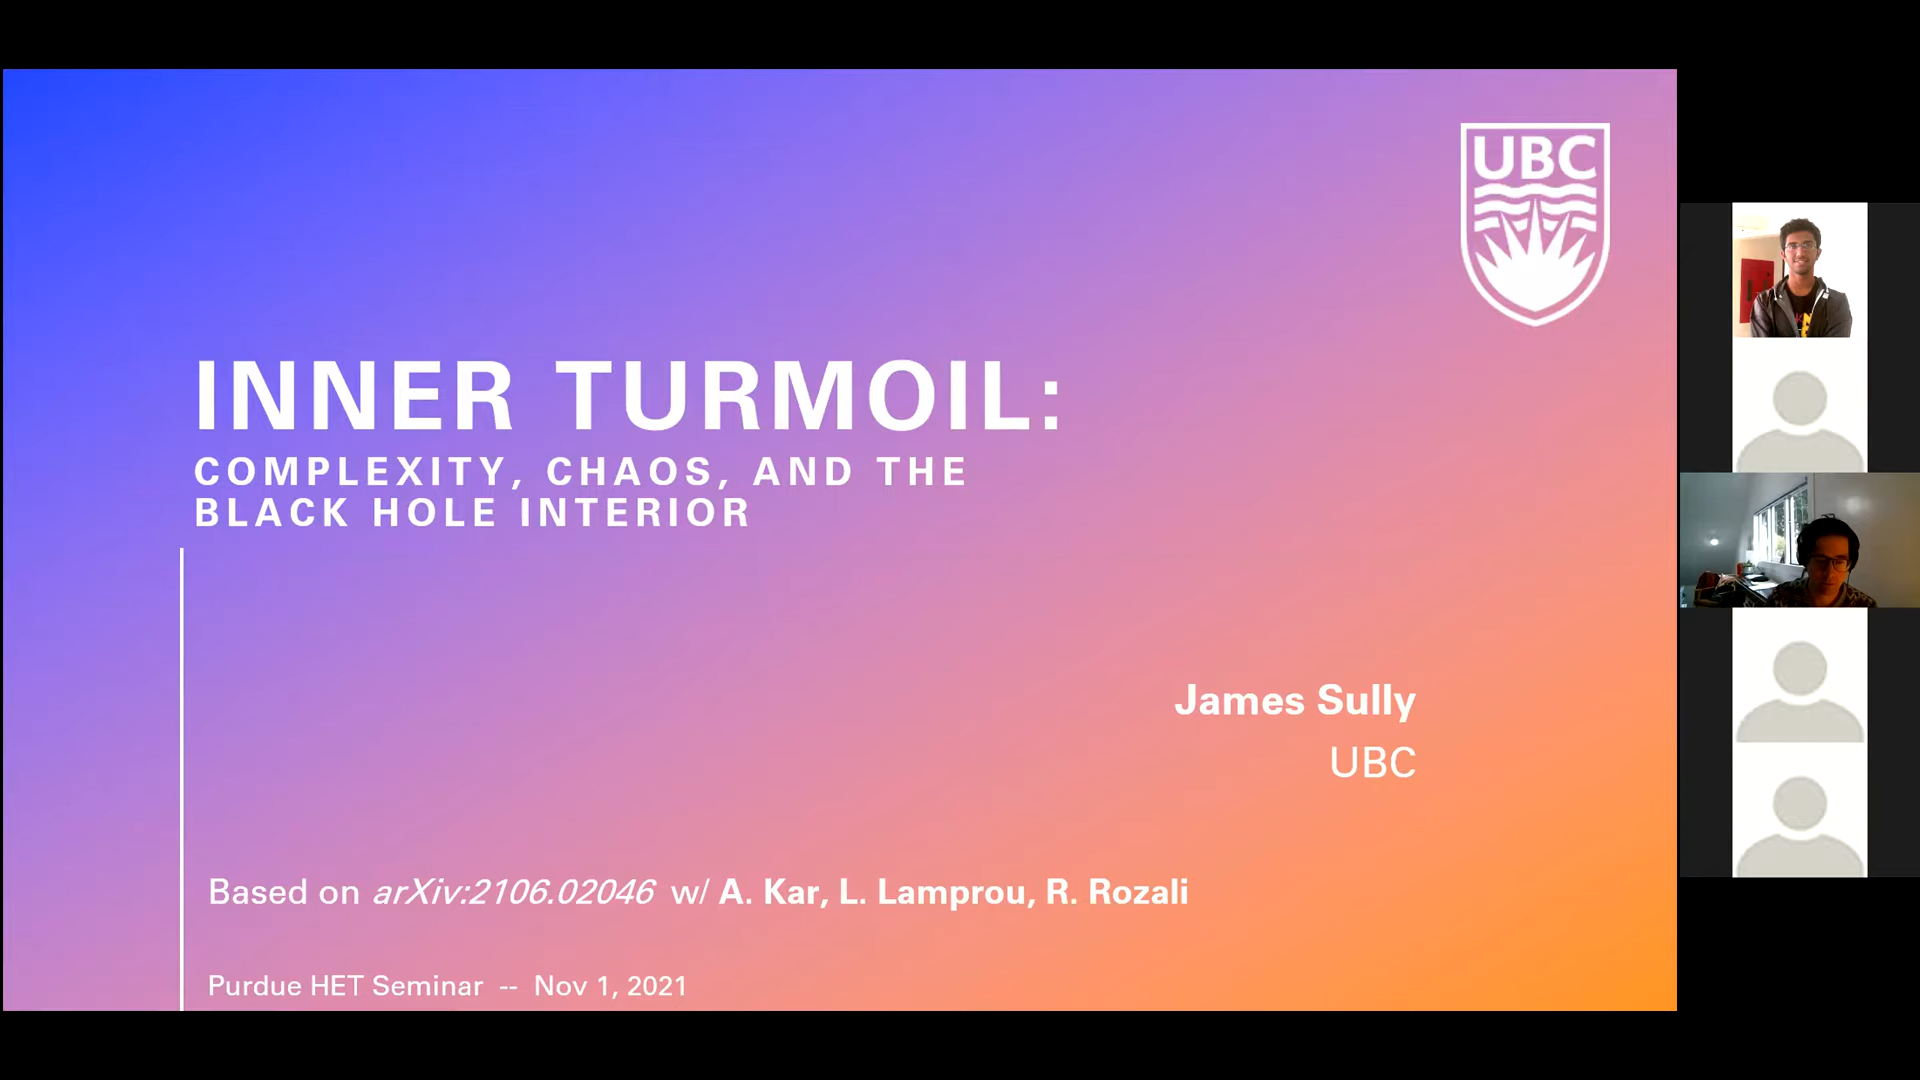 UBC
INNER TURMOIL:
COMPLEXITY, CHAOS, AND THE
BLACK HOLE INTERIOR
James Sully
UBC
Based on arXiv:2106.02046 w/ A. Kar, L. Lamprou, R. Rozali
Purdue HET Seminar -- Nov 1, 2021